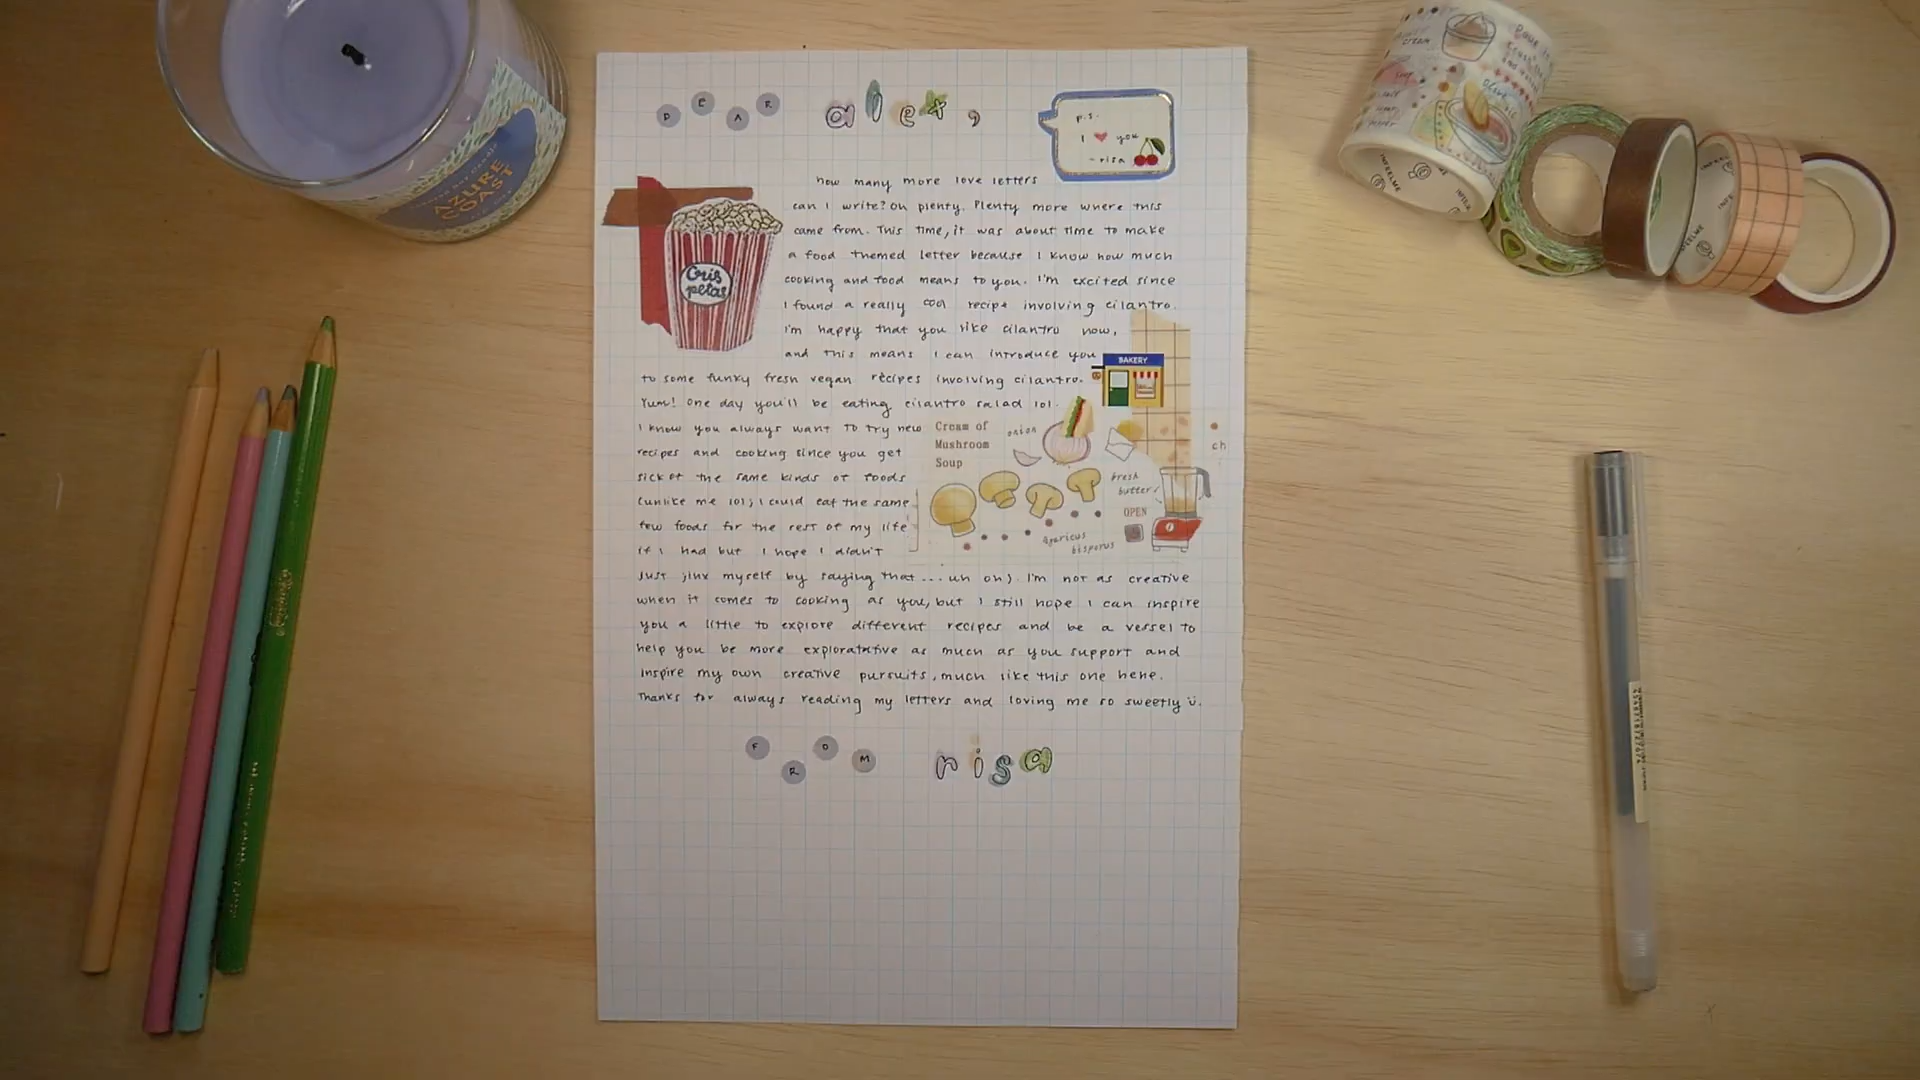 DEAR alex,
p.s.
I ♥ you
- risa
how many more love letters
can I write? Oh plenty. Plenty more where this
came from. This time, it was about time to make
a food themed letter because I know how much
cooking and food means to you. I'm excited since
I found a really cool recipe involving cilantro.
I'm happy that you like cilantro now,
and this means I can introduce you
to some funky fresh vegan recipes involving cilantro.
Yum! One day you'll be eating cilantro salad lol.
I know you always want to try new
recipes and cooking since you get
sick of the same kinds of foods
(unlike me lol; I could eat the same
few foods for the rest of my life
if I had but I hope I didn't
just jinx myself by saying that... uh oh) I'm not as creative
when it comes to cooking as you, but I still hope I can inspire
you a little to explore different recipes and be a vessel to
help you be more explorative as much as you support and
inspire my own creative pursuits, much like this one here.
Thanks for always reading my letters and loving me so sweetly ü.
FROM risa
Cris
petas
BAKERY
Cream of
Mushroom
Soup
onion
ch
fresh
butter
OPEN
Agaricus
bisporus
AZURE
COAST
INFEELME